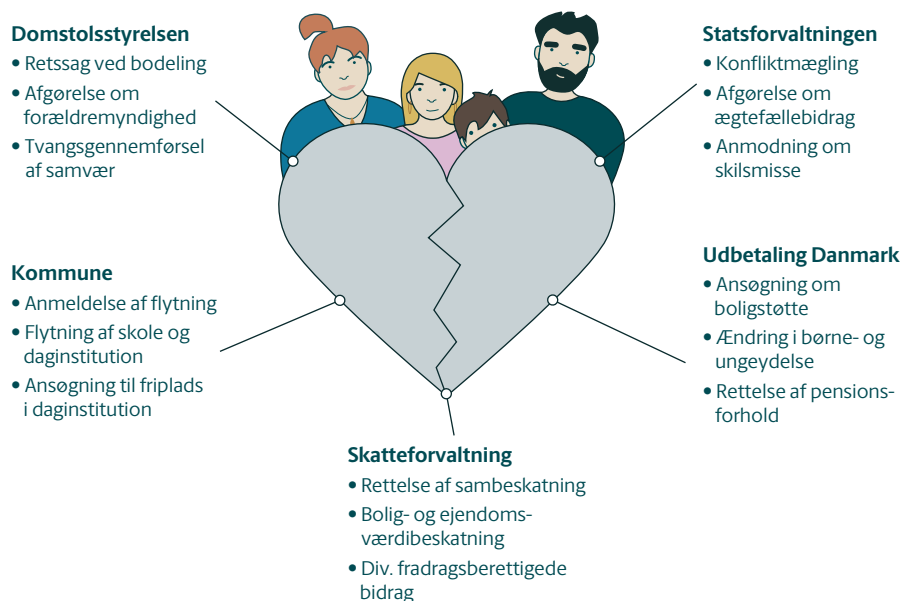 Domstolsstyrelsen
• Retssag ved bodeling
• Afgørelse om
forældremyndighed
• Tvangsgennemførsel
af samvær
Statsforvaltningen
• Konfliktmægling
• Afgørelse om
ægtefællebidrag
• Anmodning om
skilsmisse
Kommune
• Anmeldelse af flytning
• Flytning af skole og
daginstitution
• Ansøgning til friplads
i daginstitution
Udbetaling Danmark
• Ansøgning om
boligstøtte
• Ændring i børne- og
ungeydelse
• Rettelse af pensions-
forhold
Skatteforvaltning
• Rettelse af sambeskatning
• Bolig- og ejendoms-
værdibeskatning
• Div. fradragsberettigede
bidrag